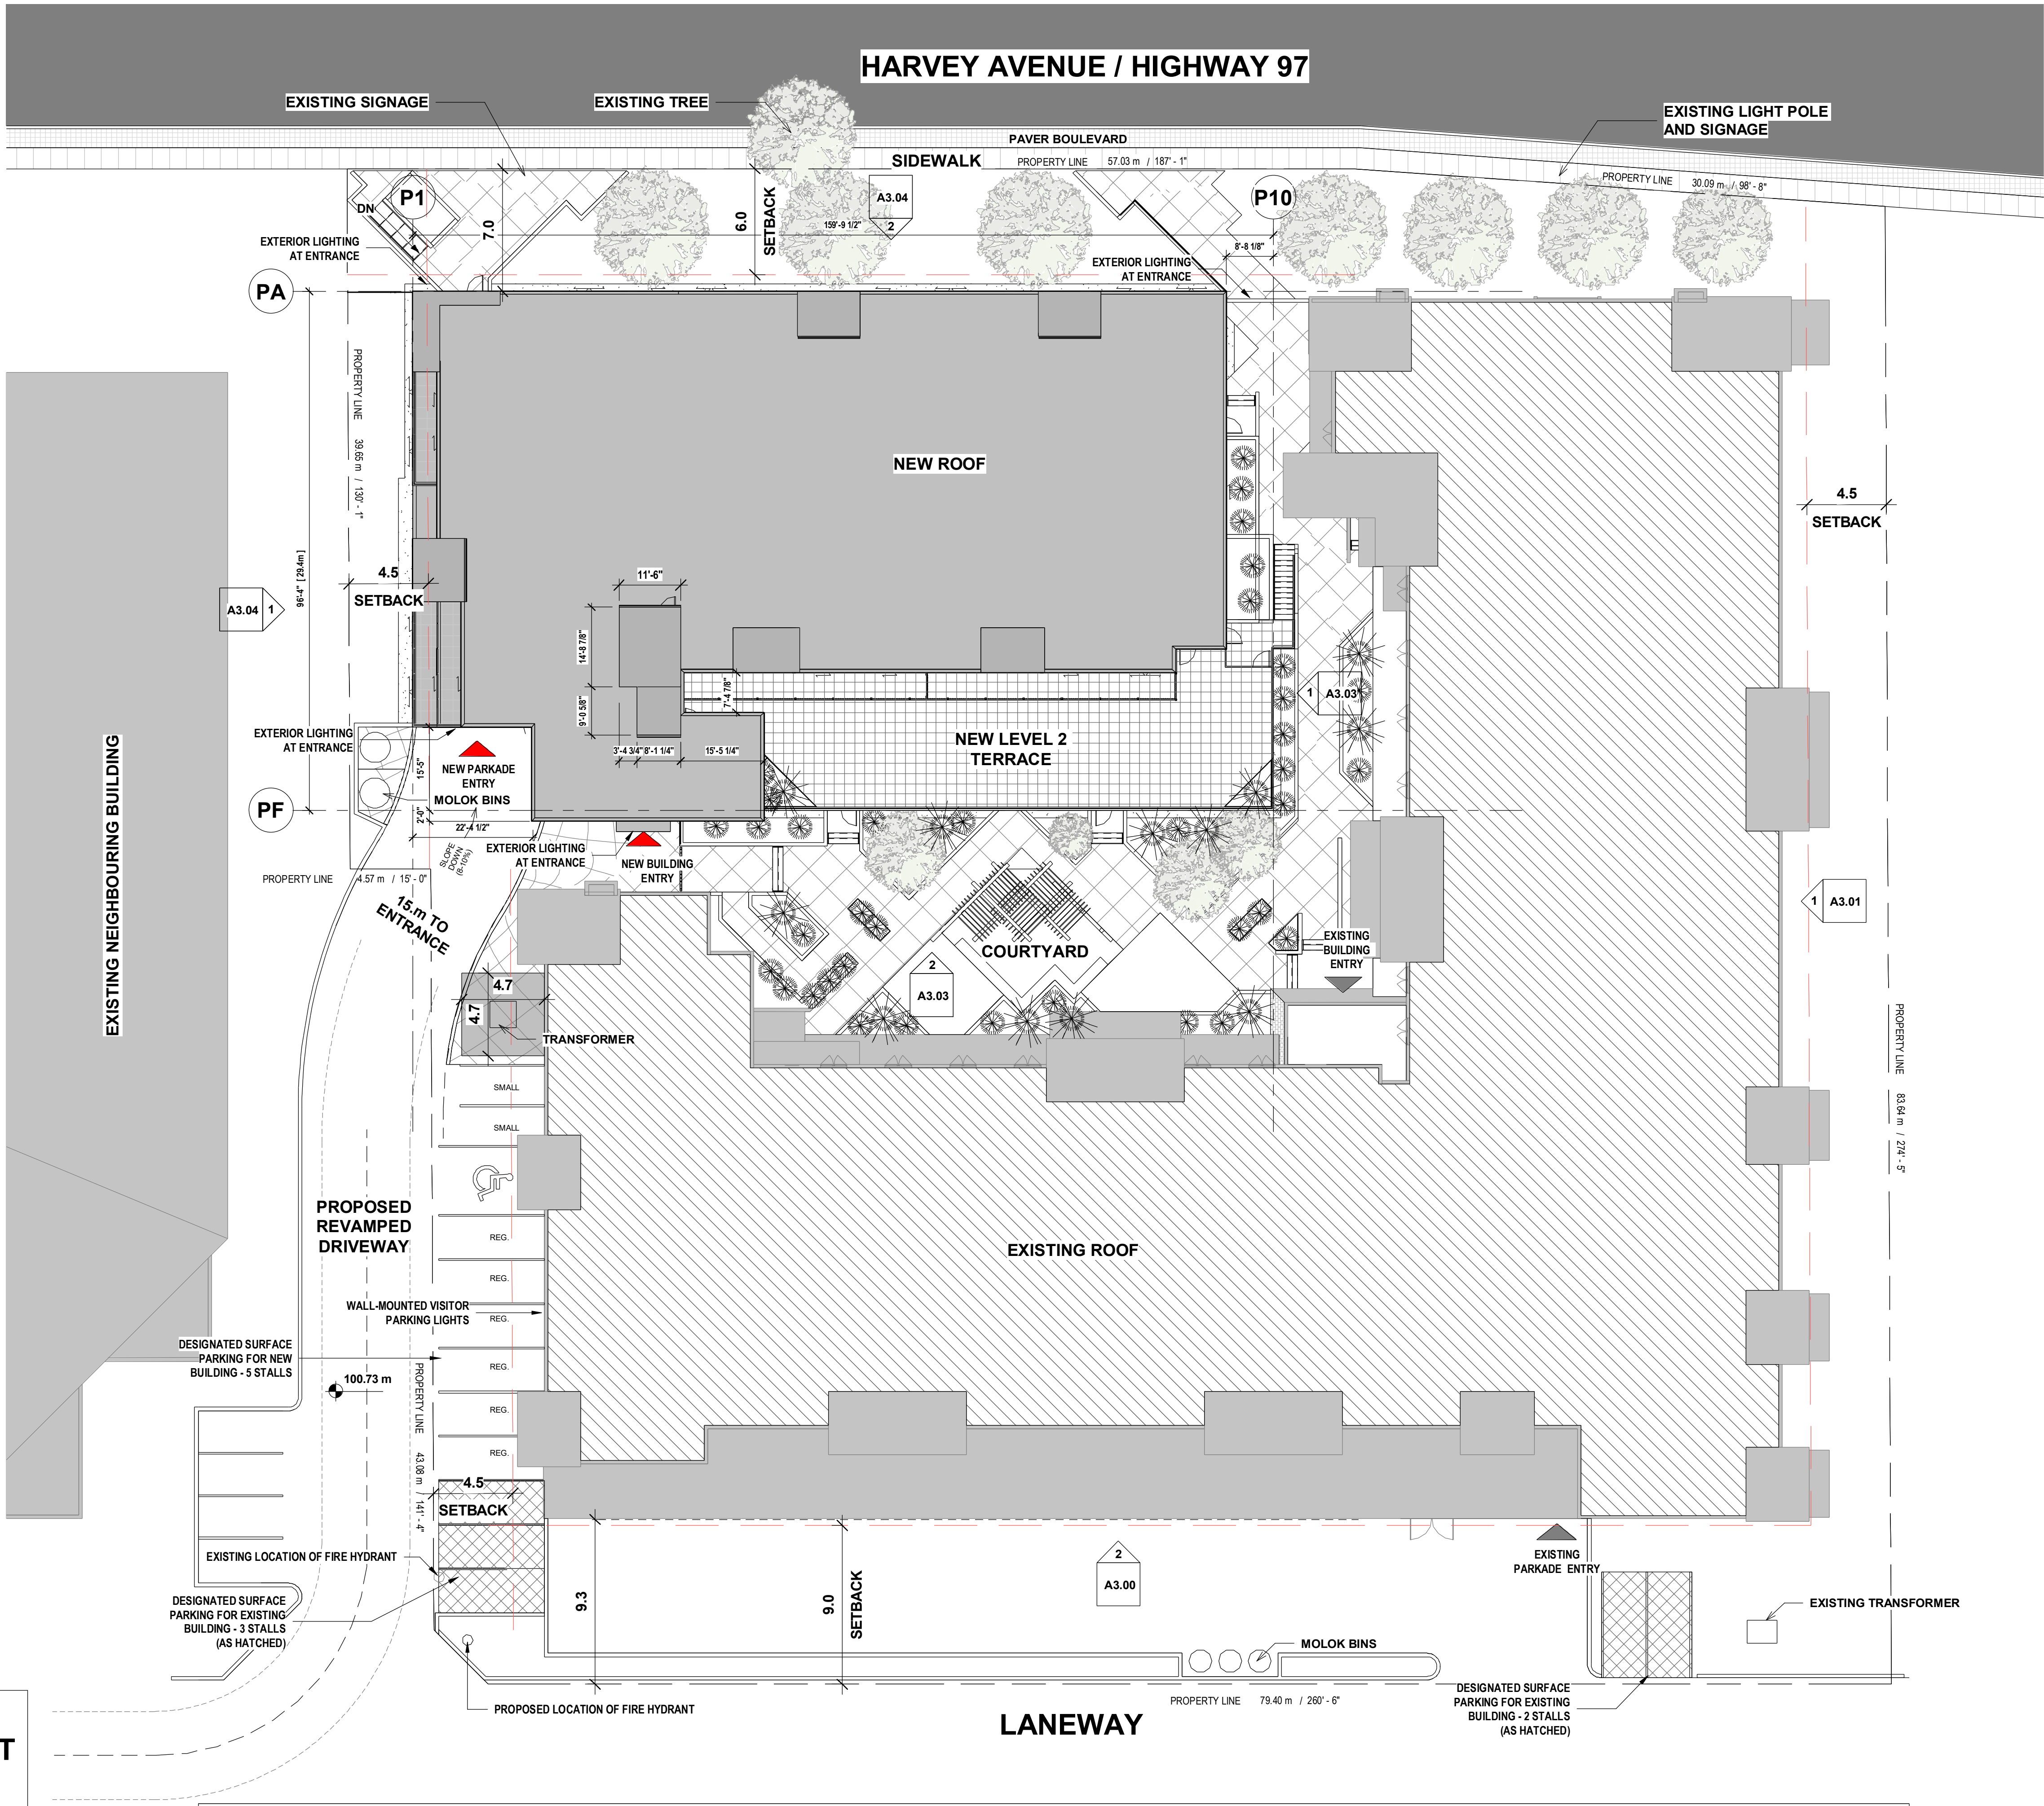 HARVEY AVENUE / HIGHWAY 97
EXISTING SIGNAGE
EXISTING TREE
EXISTING LIGHT POLE
AND SIGNAGE
PAVER BOULEVARD
SIDEWALK
PROPERTY LINE 57.03 m / 187' - 1"
PROPERTY LINE 30.09 m / 98' - 8"
DN
P1
7.0
6.0
SETBACK
A3.04
2
159'-9 1/2"
P10
8'-8 1/8"
EXTERIOR LIGHTING
AT ENTRANCE
EXTERIOR LIGHTING
AT ENTRANCE
PA
PROPERTY LINE 39.65 m / 130' - 1"
96'-4" [ 29.4m ]
NEW ROOF
4.5
SETBACK
4.5
SETBACK
A3.04
1
11'-6"
14'-8 7/8"
9'-0 5/8"
7'-4 7/8"
3'-4 3/4"
8'-1 1/4"
15'-5 1/4"
1
A3.03
NEW LEVEL 2
TERRACE
EXTERIOR LIGHTING
AT ENTRANCE
NEW PARKADE
ENTRY
MOLOK BINS
15'-5"
2'-0"
22'-4 1/2"
PF
SLOPE
DOWN
(8-10%)
EXTERIOR LIGHTING
AT ENTRANCE
NEW BUILDING
ENTRY
PROPERTY LINE 4.57 m / 15' - 0"
15.m TO
ENTRANCE
EXISTING NEIGHBOURING BUILDING
COURTYARD
2
A3.03
EXISTING
BUILDING
ENTRY
1
A3.01
4.7
4.7
TRANSFORMER
PROPERTY LINE 83.64 m / 274' - 5"
SMALL
SMALL
PROPOSED
REVAMPED
DRIVEWAY
REG.
REG.
REG.
REG.
REG.
REG.
EXISTING ROOF
WALL-MOUNTED VISITOR
PARKING LIGHTS
DESIGNATED SURFACE
PARKING FOR NEW
BUILDING - 5 STALLS
100.73 m
PROPERTY LINE 43.08 m / 141' - 4"
4.5
SETBACK
EXISTING LOCATION OF FIRE HYDRANT
DESIGNATED SURFACE
PARKING FOR EXISTING
BUILDING - 3 STALLS
(AS HATCHED)
9.3
9.0
SETBACK
2
A3.00
EXISTING
PARKADE ENTRY
EXISTING TRANSFORMER
MOLOK BINS
PROPOSED LOCATION OF FIRE HYDRANT
PROPERTY LINE 79.40 m / 260' - 6"
DESIGNATED SURFACE
PARKING FOR EXISTING
BUILDING - 2 STALLS
(AS HATCHED)
LANEWAY
T